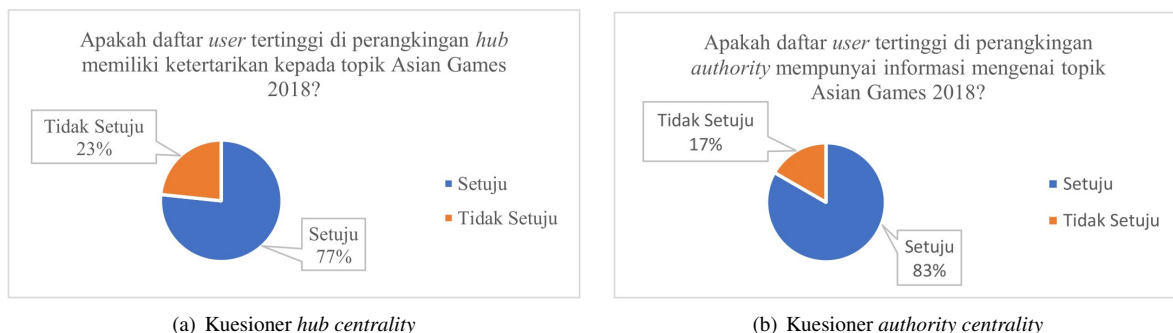 Apakah daftar user tertinggi di perangkingan hub
memiliki ketertarikan kepada topik Asian Games
2018?
Tidak Setuju
23%
Setuju
77%
Setuju
Tidak Setuju
(a) Kuesioner hub centrality
Apakah daftar user tertinggi di perangkingan
authority mempunyai informasi mengenai topik
Asian Games 2018?
Tidak Setuju
17%
Setuju
83%
Setuju
Tidak Setuju
(b) Kuesioner authority centrality